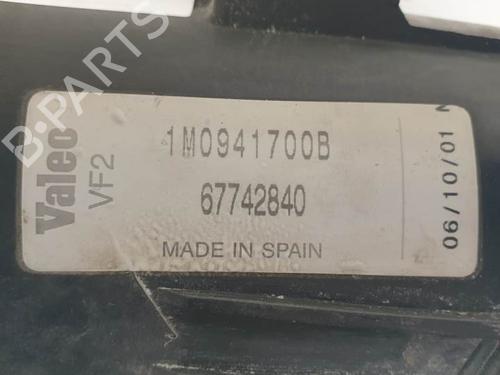 Valeo
VF2
1M0941700B
67742840
MADE IN SPAIN
06/10/01
B-PARTS